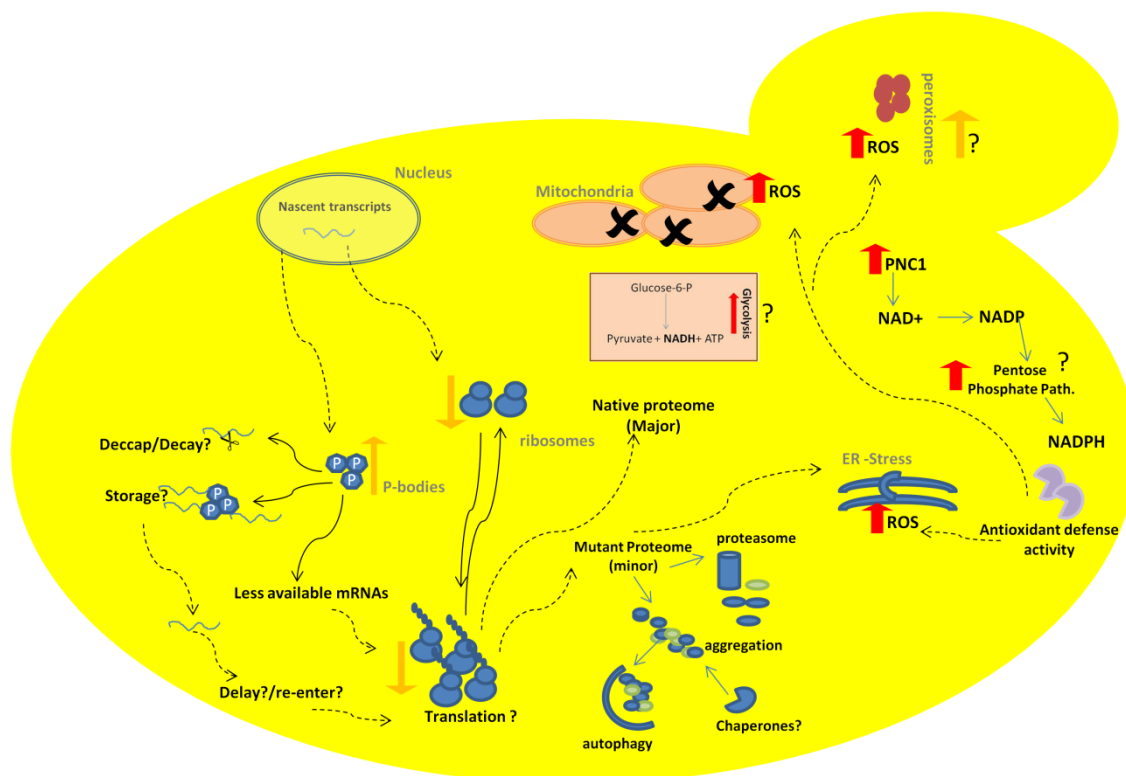 peroxisomes
ROS
?
Nucleus
Nascent transcripts
Mitochondria
ROS
PNC1
NAD+
NADP
Glucose-6-P
Glycolysis
?
Pyruvate + NADH+ ATP
Pentose
Phosphate Path.
?
NADPH
Native proteome
(Major)
ribosomes
Deccap/Decay?
P
P
P
P-bodies
Storage?
P
P
P
ER -Stress
ROS
Antioxidant defense
activity
Mutant Proteome
(minor)
proteasome
Less available mRNAs
aggregation
Delay?/re-enter?
Translation ?
Chaperones?
autophagy